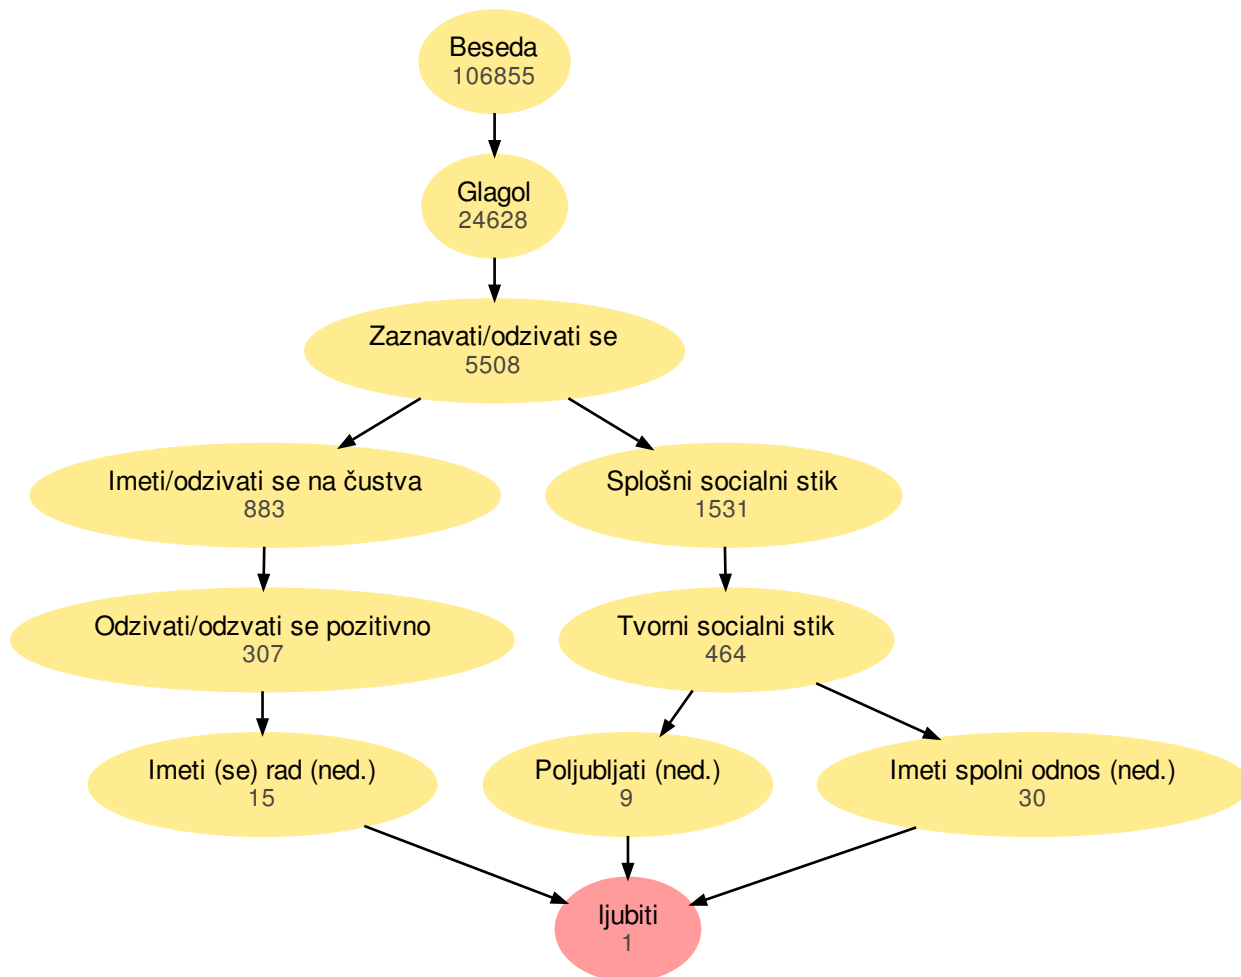 Beseda
106855
Glagol
24628
Zaznavati/odzivati se
5508
Imeti/odzivati se na čustva
883
Splošni socialni stik
1531
Odzivati/odzvati se pozitivno
307
Tvorni socialni stik
464
Imeti (se) rad (ned.)
15
Poljubljati (ned.)
9
Imeti spolni odnos (ned.)
30
ljubiti
1